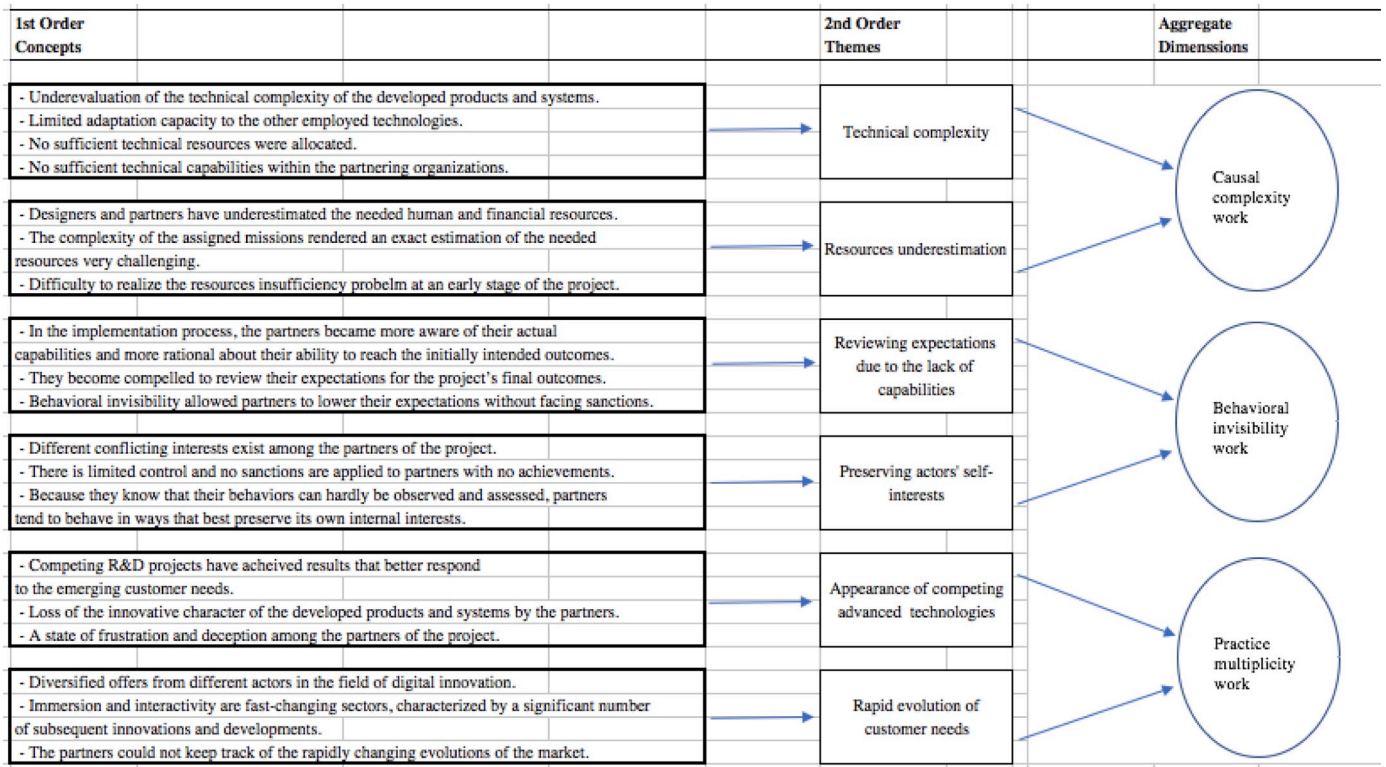 1st Order
Concepts
2nd Order
Themes
Aggregate
Dimenssions
- Underevaluation of the technical complexity of the developed products and systems.
- Limited adaptation capacity to the other employed technologies.
- No sufficient technical resources were allocated.
- No sufficient technical capabilities within the partnering organizations.
Technical complexity
- Designers and partners have underestimated the needed human and financial resources.
- The complexity of the assigned missions rendered an exact estimation of the needed
resources very challenging.
- Difficulty to realize the resources insufficiency probelm at an early stage of the project.
Resources underestimation
Causal
complexity
work
- In the implementation process, the partners became more aware of their actual
capabilities and more rational about their ability to reach the initially intended outcomes.
- They become compelled to review their expectations for the project's final outcomes.
- Behavioral invisibility allowed partners to lower their expectations without facing sanctions.
Reviewing expectations
due to the lack of
capabilities
- Different conflicting interests exist among the partners of the project.
- There is limited control and no sanctions are applied to partners with no achievements.
- Because they know that their behaviors can hardly be observed and assessed, partners
tend to behave in ways that best preserve its own internal interests.
Preserving actors' self-
interests
Behavioral
invisibility
work
- Competing R&D projects have acheived results that better respond
to the emerging customer needs.
- Loss of the innovative character of the developed products and systems by the partners.
- A state of frustration and deception among the partners of the project.
Appearance of competing
advanced technologies
- Diversified offers from different actors in the field of digital innovation.
- Immersion and interactivity are fast-changing sectors, characterized by a significant number
of subsequent innovations and developments.
- The partners could not keep track of the rapidly changing evolutions of the market.
Rapid evolution of
customer needs
Practice
multiplicity
work